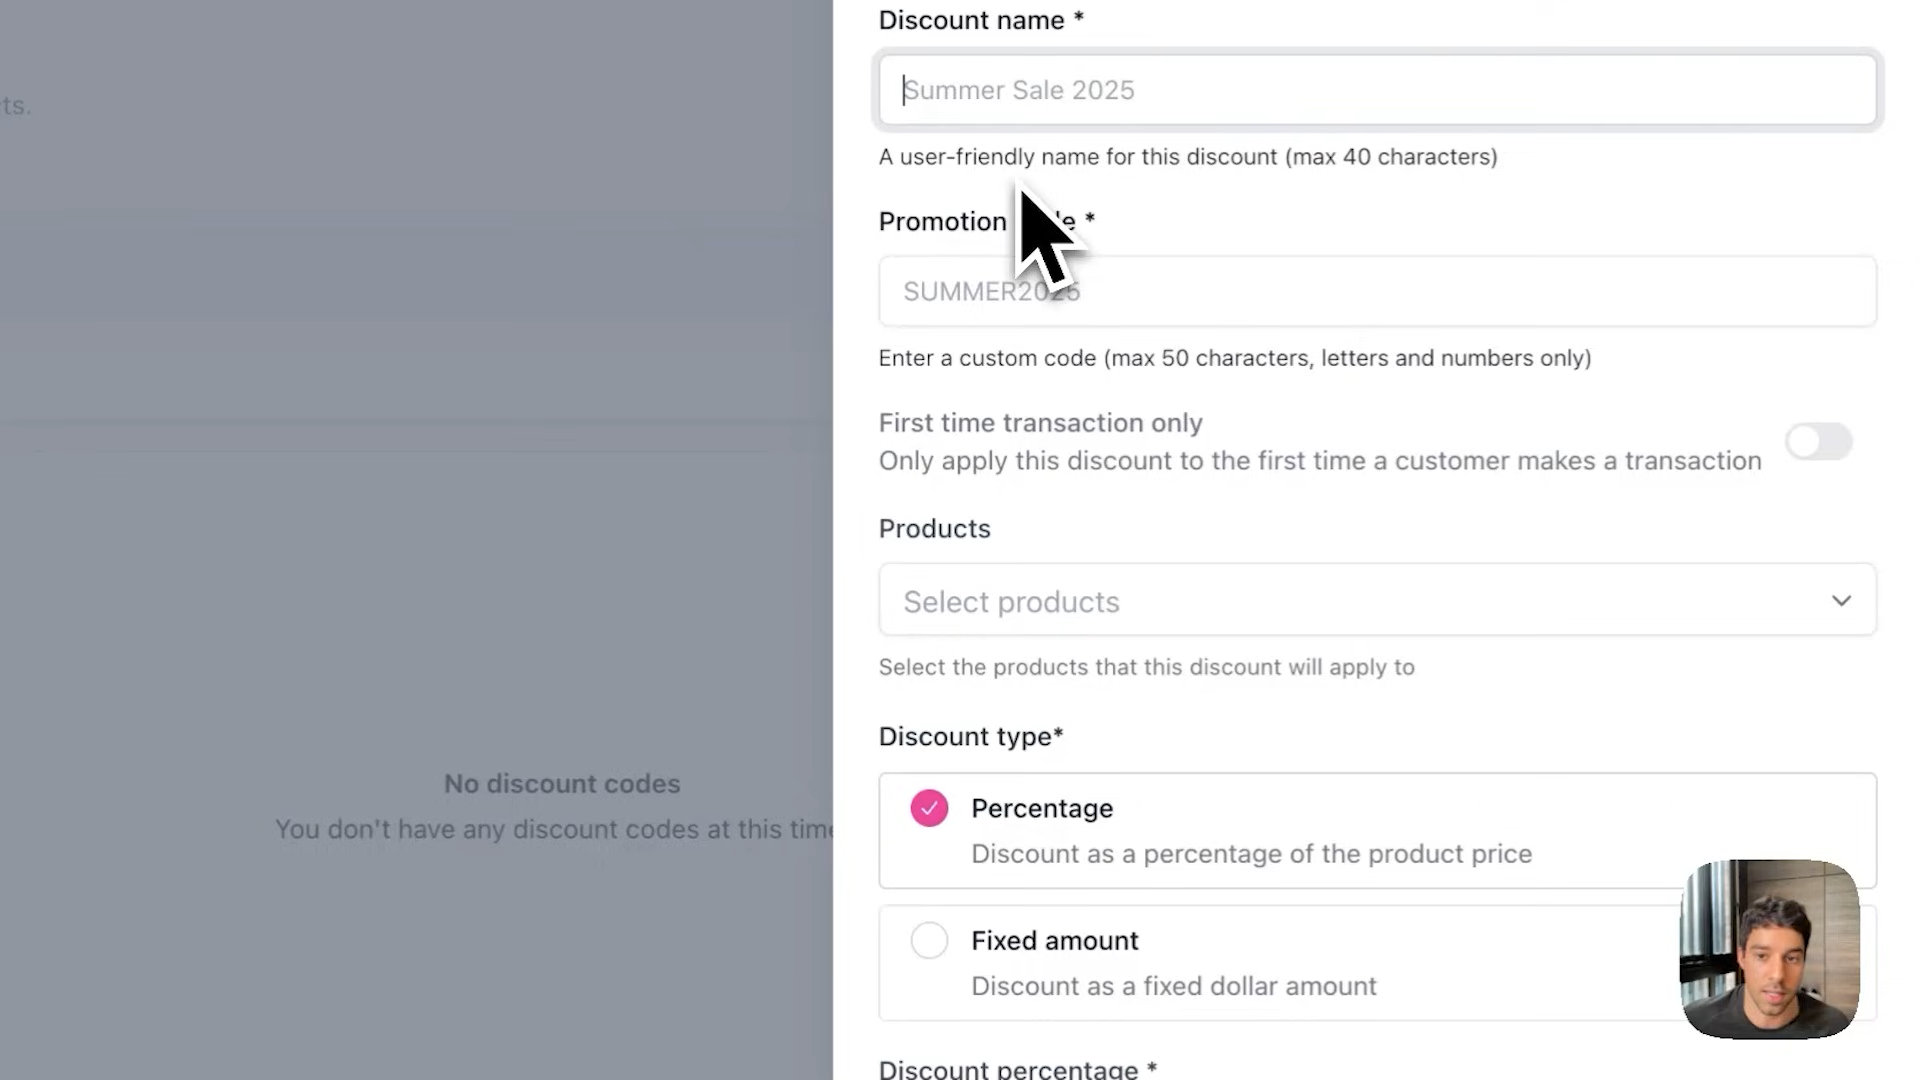 Discount name *
ts.
Summer Sale 2025
A user-friendly name for this discount (max 40 characters)
Promotion *
SUMMER2025
Enter a custom code (max 50 characters, letters and numbers only)
First time transaction only
Only apply this discount to the first time a customer makes a transaction
Products
Select products
Select the products that this discount will apply to
Discount type*
No discount codes
You don't have any discount codes at this time
Percentage
Discount as a percentage of the product price
Fixed amount
Discount as a fixed dollar amount
Discount percentage *